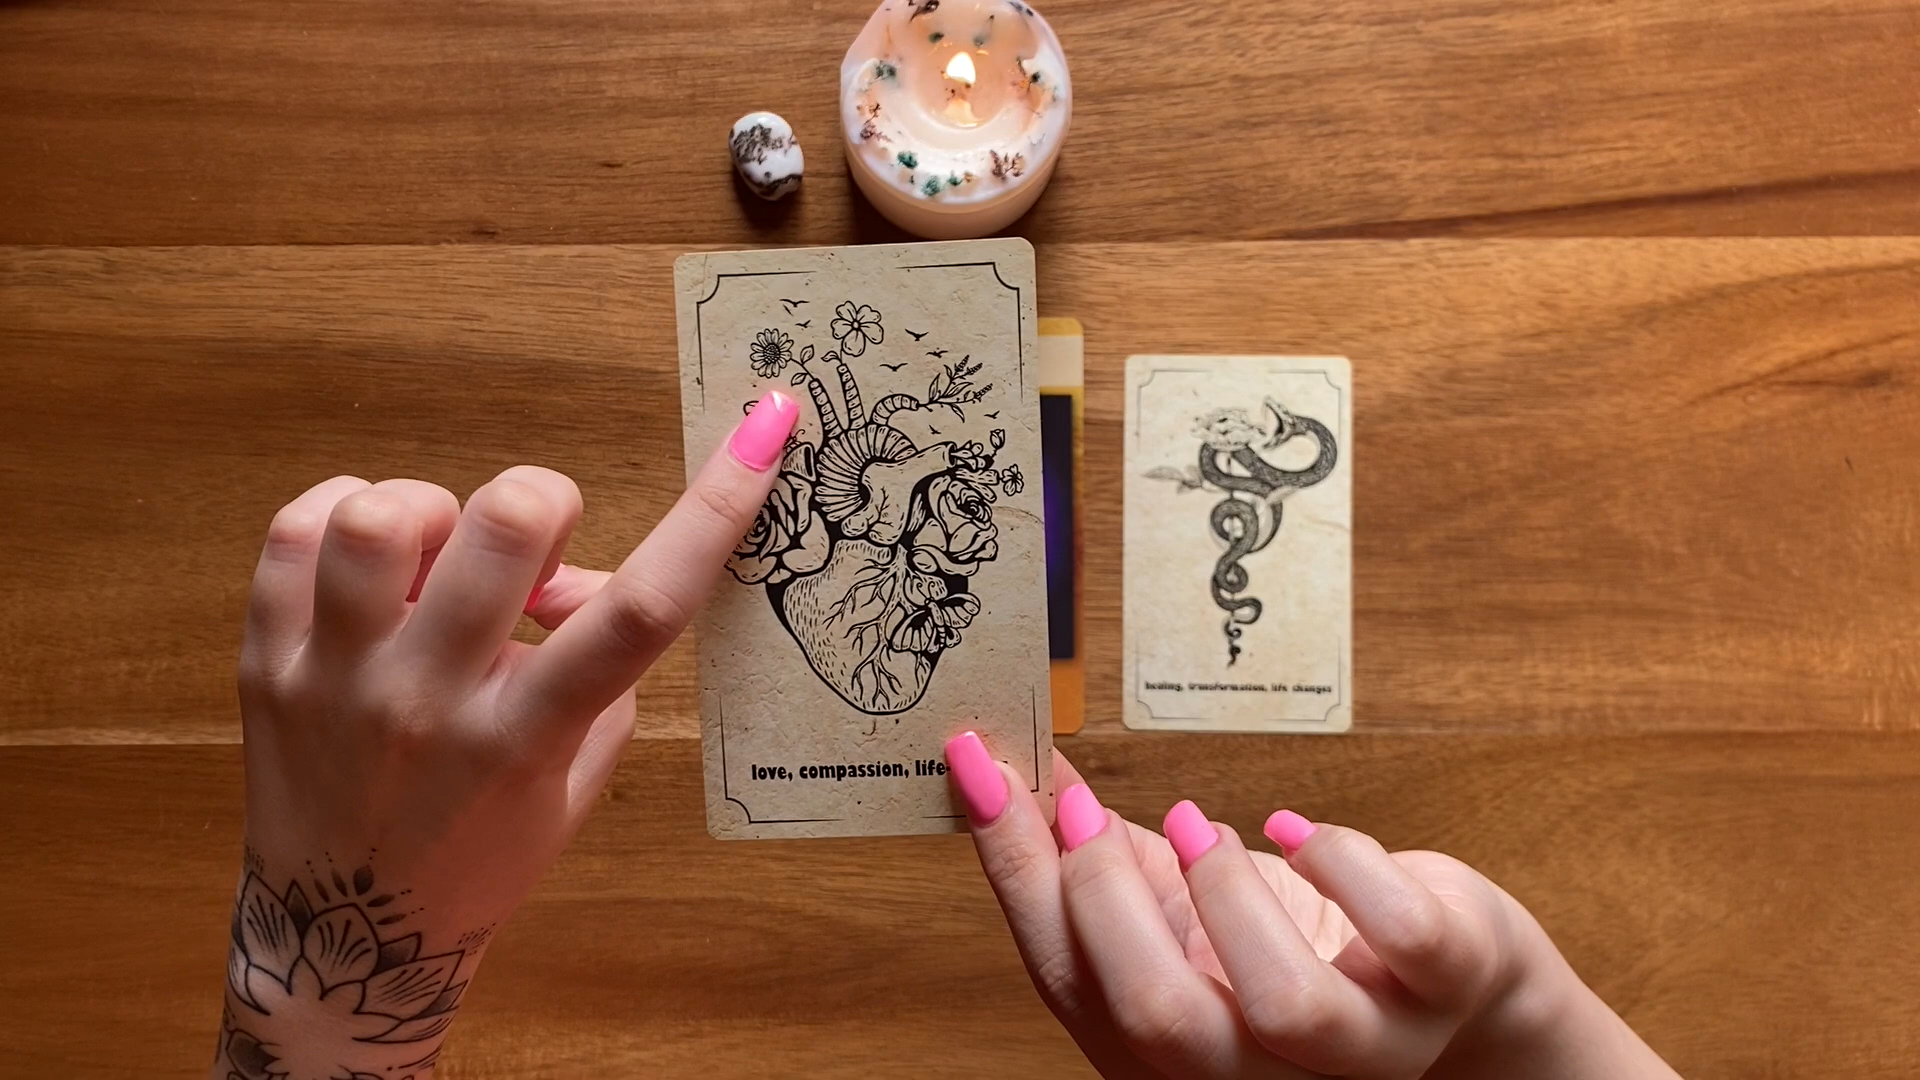 love, compassion, life-
healing, transformation, life changes